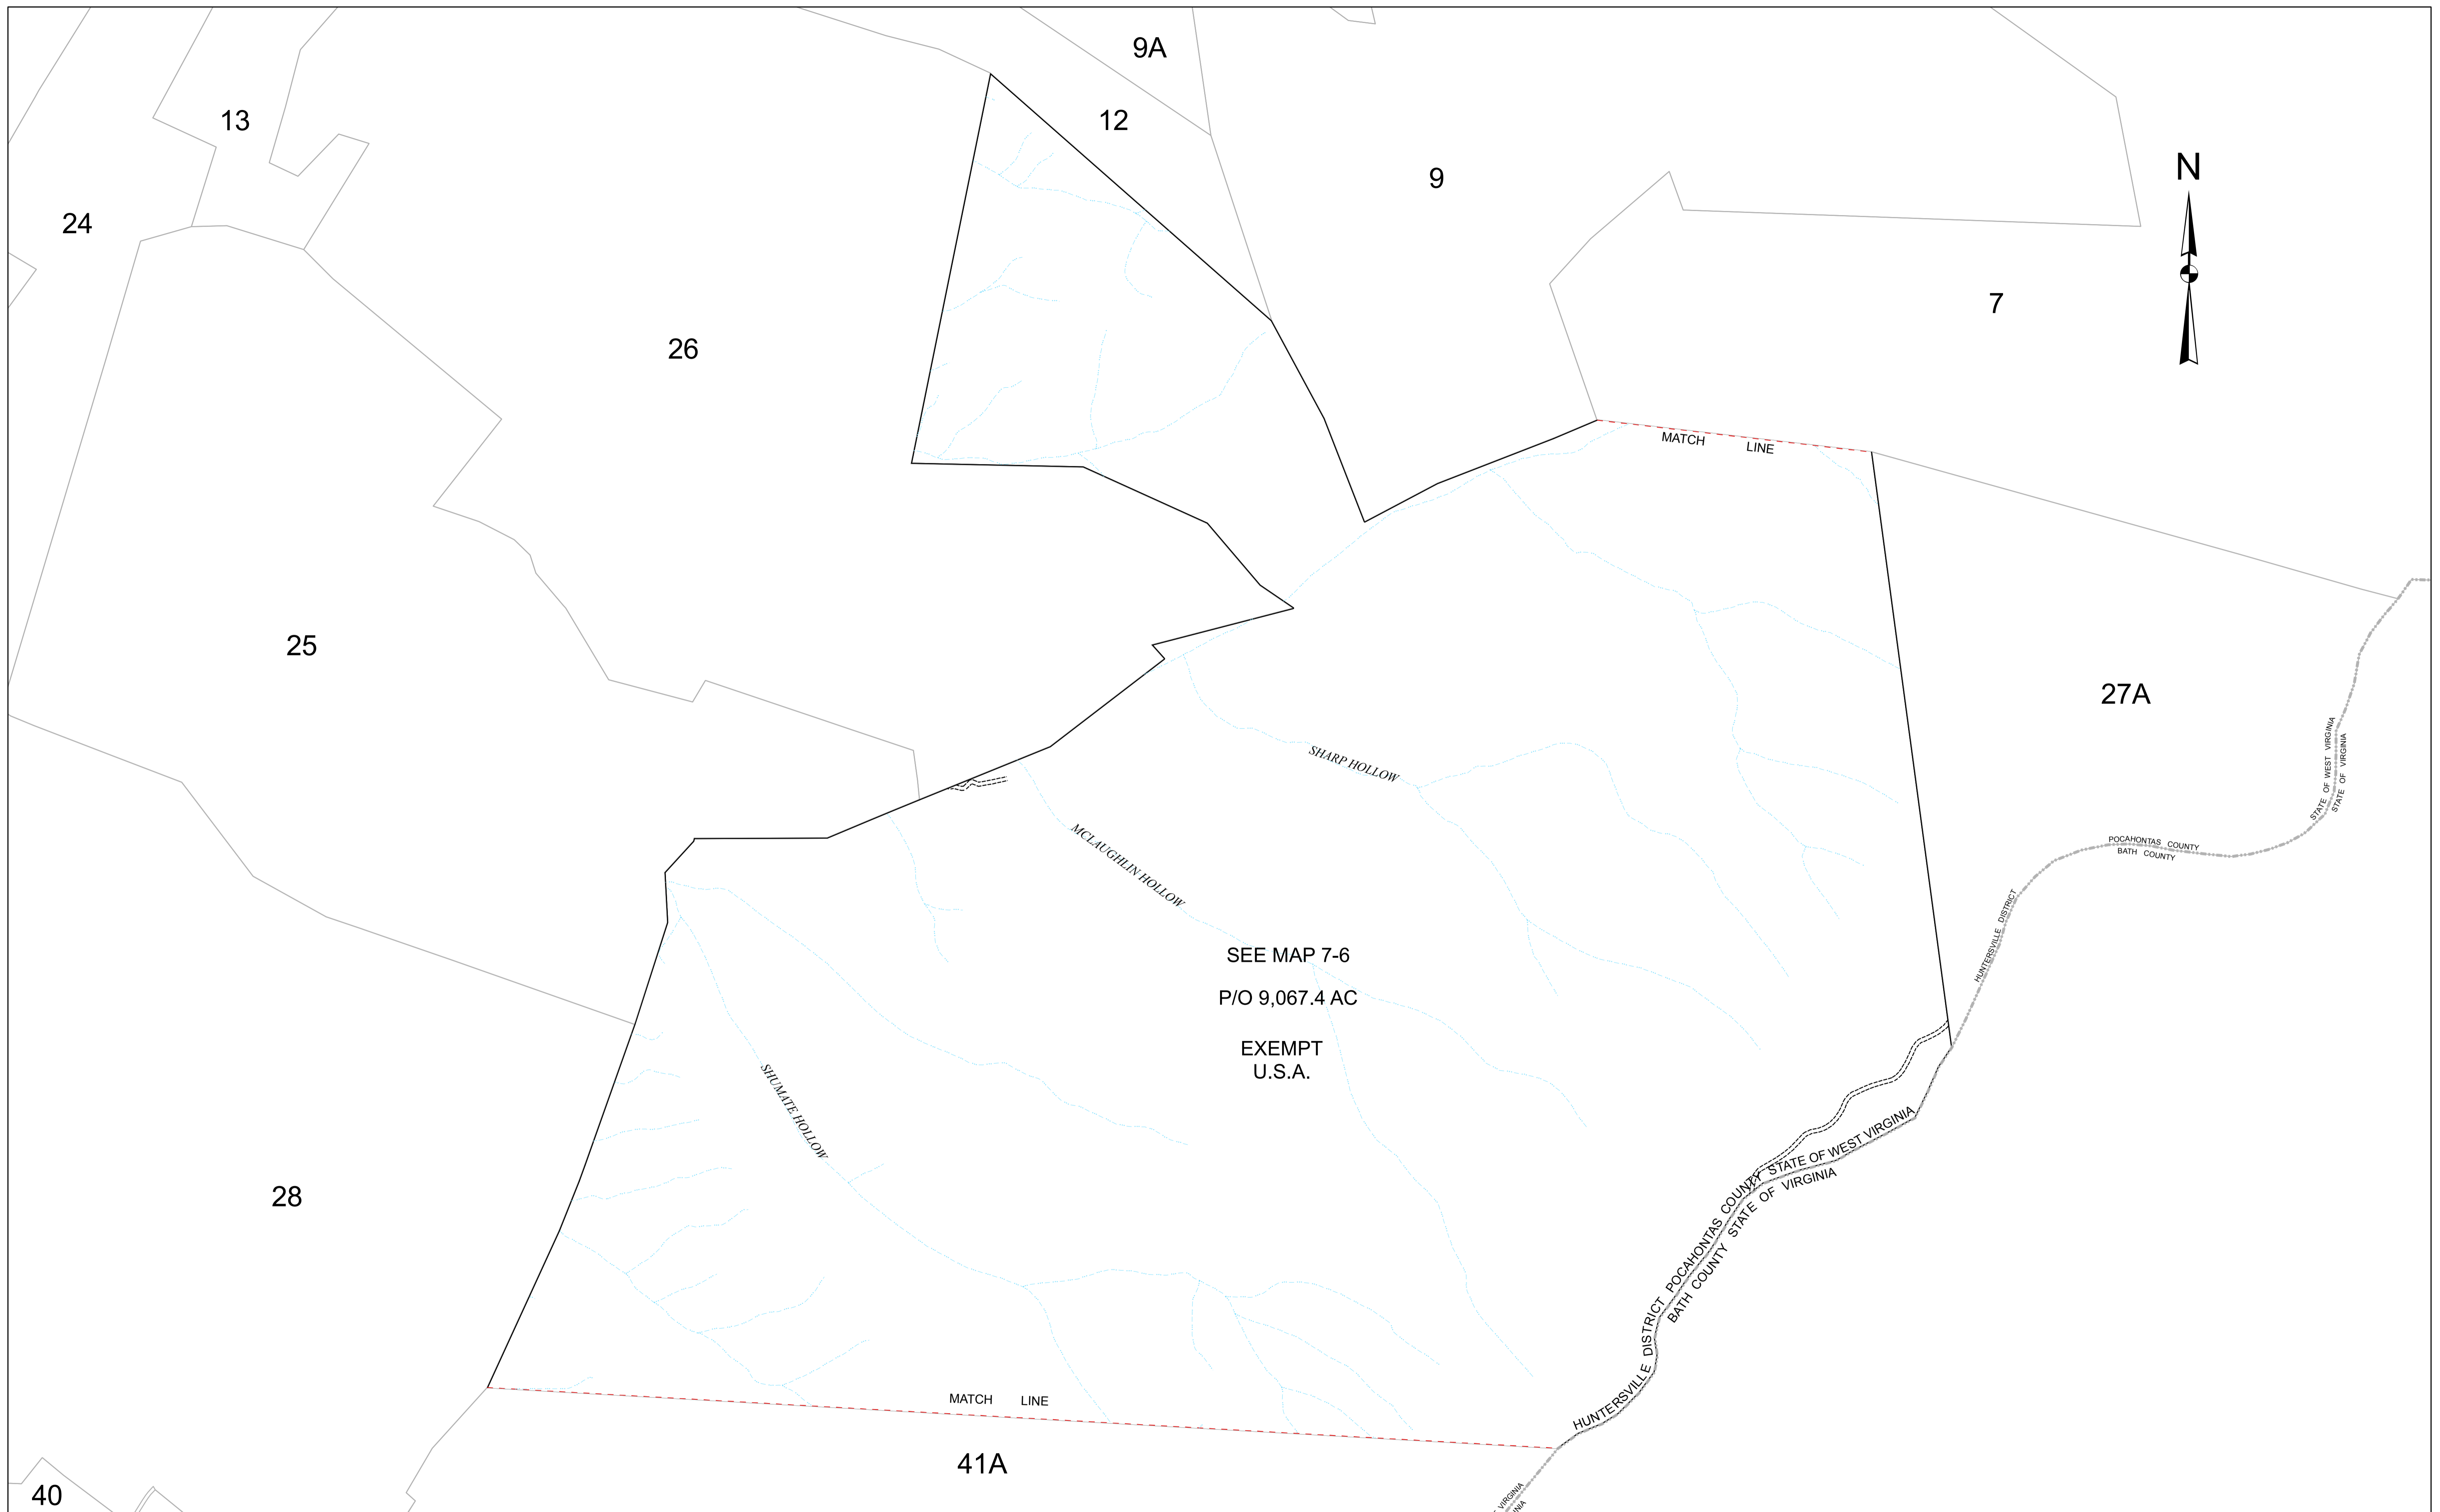 9A
13
12
N
9
24
7
26
MATCH LINE
25
27A
STATE OF WEST VIRGINIA
STATE OF VIRGINIA
SHARP HOLLOW
MCLAUGHLIN HOLLOW
POCAHONTAS COUNTY
BATH COUNTY
HUNTERSVILLE DISTRICT
SEE MAP 7-6
P/O 9,067.4 AC
EXEMPT
U.S.A.
SHUMATE HOLLOW
28
HUNTERSVILLE DISTRICT POCAHONTAS COUNTY STATE OF WEST VIRGINIA
BATH COUNTY STATE OF VIRGINIA
MATCH LINE
41A
40
VIRGINIA